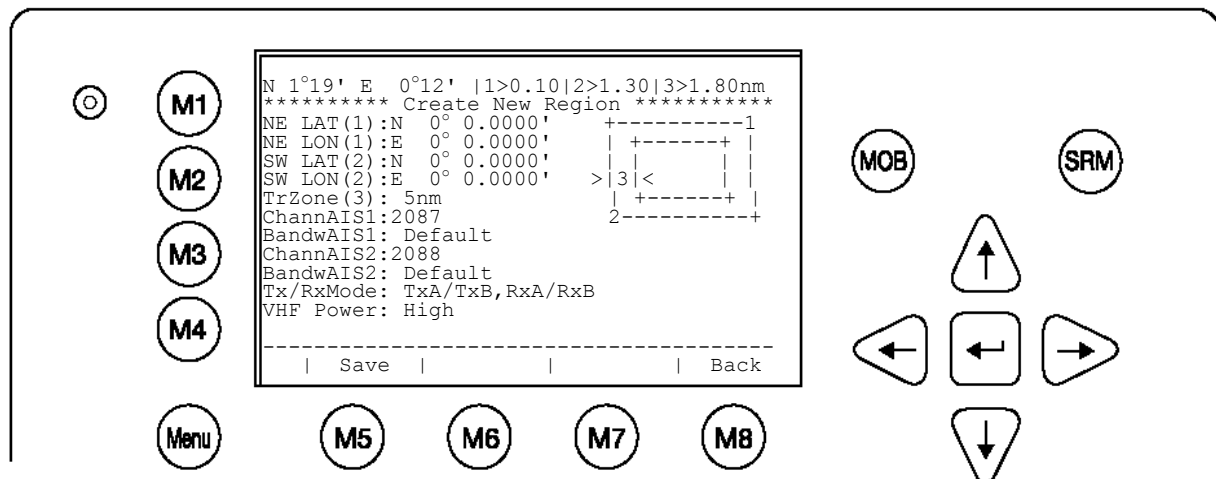 N 1°19' E  0°12' |1>0.10|2>1.30|3>1.80nm
********** Create New Region ***********
NE LAT(1):N  0° 0.0000'    +----------1
NE LON(1):E  0° 0.0000'    | +------+ |
SW LAT(2):N  0° 0.0000'    | |      | |
SW LON(2):E  0° 0.0000'   >|3|<     | |
TrZone(3): 5nm             | +------+ |
ChannAIS1:2087             2----------+
BandwAIS1: Default
ChannAIS2:2088
BandwAIS2: Default
Tx/RxMode: TxA/TxB,RxA/RxB
VHF Power: High
----------------------------------------
| Save | | | Back
M1
M2
M3
M4
Menu
M5
M6
M7
M8
MOB
SRM